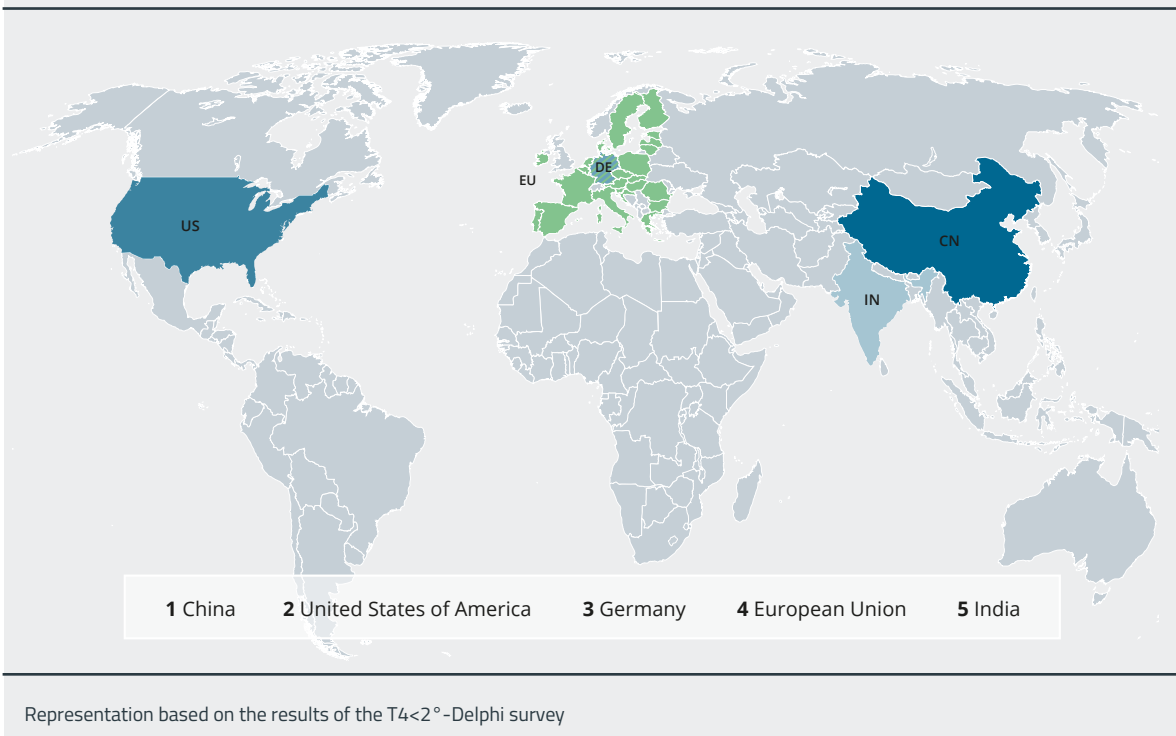 DE
EU
US
CN
IN
1 China 2 United States of America 3 Germany 4 European Union 5 India
Representation based on the results of the T4<2°-Delphi survey